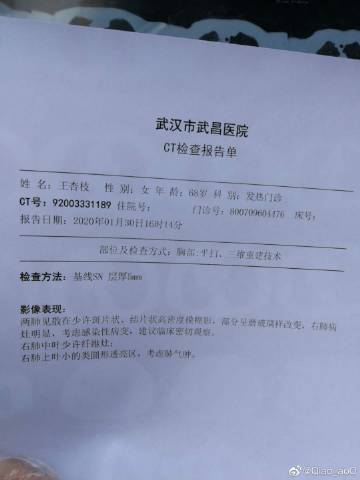 武汉市武昌医院
CT检查报告单
姓 名：王杏枝 性 别：女 年 龄：68岁 科 别：发热门诊
CT号：92003331189 住院号： 门诊号：800709604476 床号：
报告日期：2020年01月30日16时14分
部位及检查方式：胸部:平扫，三维重建技术
检查方法：基线SN 层厚5mm
影像表现：
两肺见散在少许斑片状、结片状高密度模糊影，部分呈磨玻璃样改变，右肺病
灶明显，考虑感染性病变，建议临床密切观察。
右肺中叶少许纤维灶；
右肺上叶小的类圆形透亮区，考虑肺气肿。
@Qiao_aoO